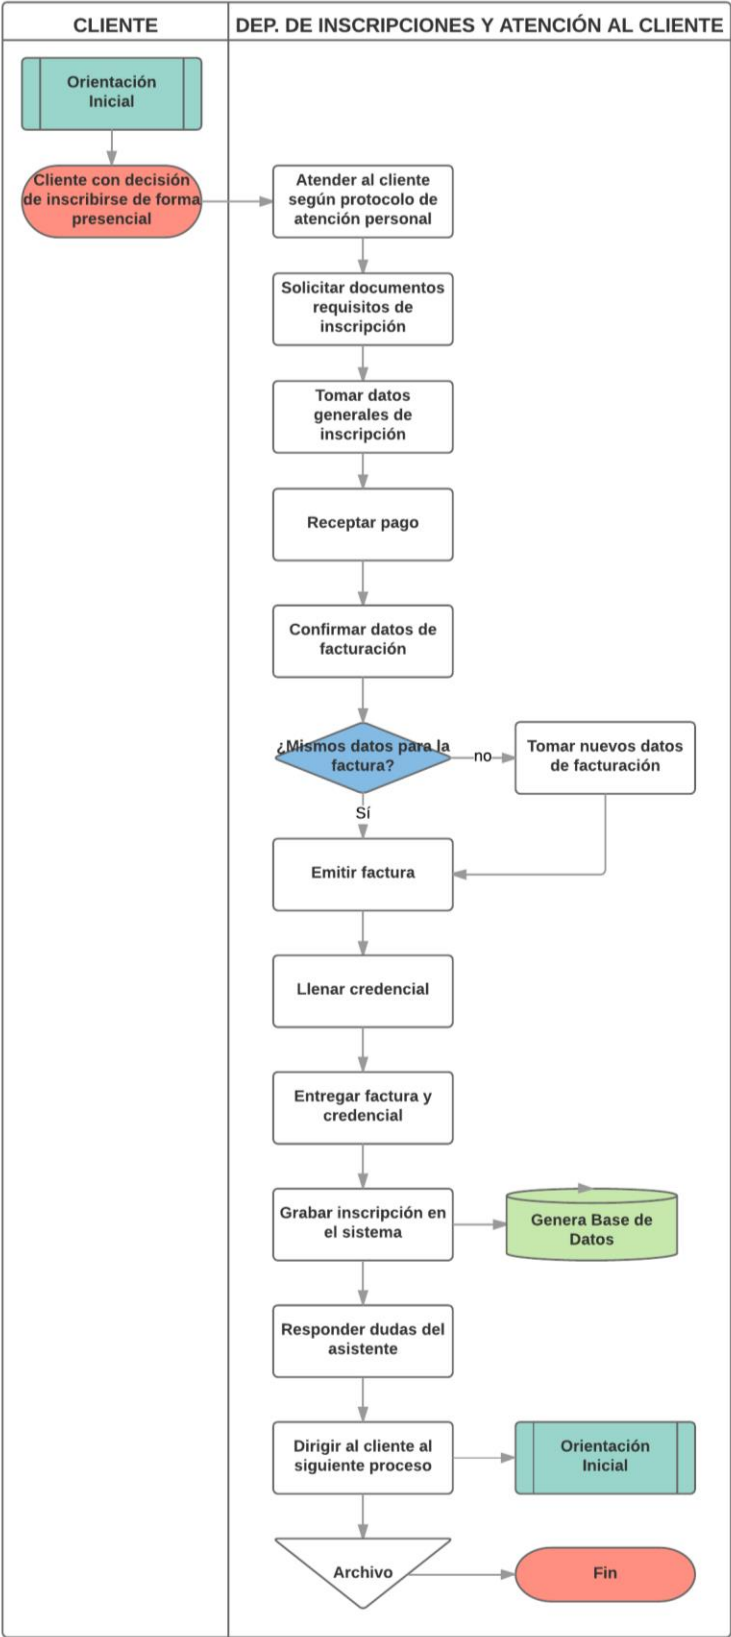 CLIENTE
DEP. DE INSCRIPCIONES Y ATENCIÓN AL CLIENTE
Orientación
Inicial
Cliente con decisión
de inscribirse de forma
presencial
Atender al cliente
según protocolo de
atención personal
Solicitar documentos
requisitos de
inscripción
Tomar datos
generales de
inscripción
Receptar pago
Confirmar datos de
facturación
¿Mismos datos para la
factura?
no
Tomar nuevos datos
de facturación
Sí
Emitir factura
Llenar credencial
Entregar factura y
credencial
Grabar inscripción en
el sistema
Genera Base de
Datos
Responder dudas del
asistente
Dirigir al cliente al
siguiente proceso
Orientación
Inicial
Archivo
Fin